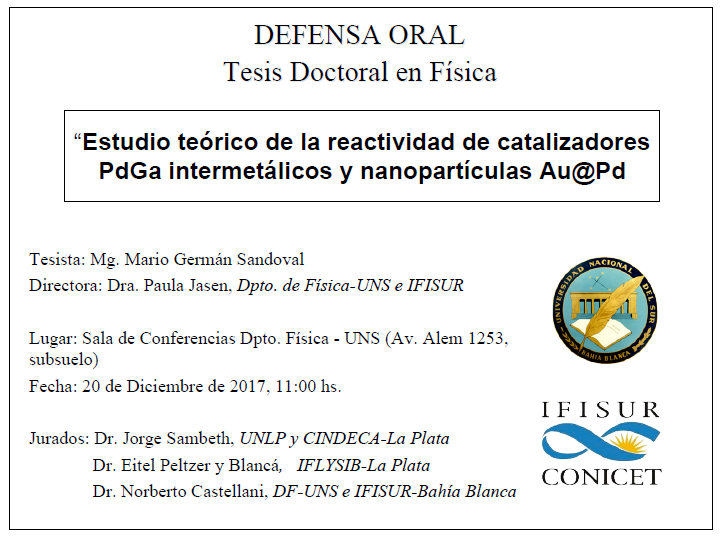 DEFENSA ORAL
Tesis Doctoral en Física
“Estudio teórico de la reactividad de catalizadores
PdGa intermetálicos y nanopartículas Au@Pd
Tesista: Mg. Mario Germán Sandoval
Directora: Dra. Paula Jasen, Dpto. de Física-UNS e IFISUR
Lugar: Sala de Conferencias Dpto. Física - UNS (Av. Alem 1253,
subsuelo)
Fecha: 20 de Diciembre de 2017, 11:00 hs.
Jurados: Dr. Jorge Sambeth, UNLP y CINDECA-La Plata
Dr. Eitel Peltzer y Blancá, IFLYSIB-La Plata
Dr. Norberto Castellani, DF-UNS e IFISUR-Bahía Blanca
UNIVERSIDAD NACIONAL DEL SUR
BAHIA BLANCA
IFISUR
CONICET